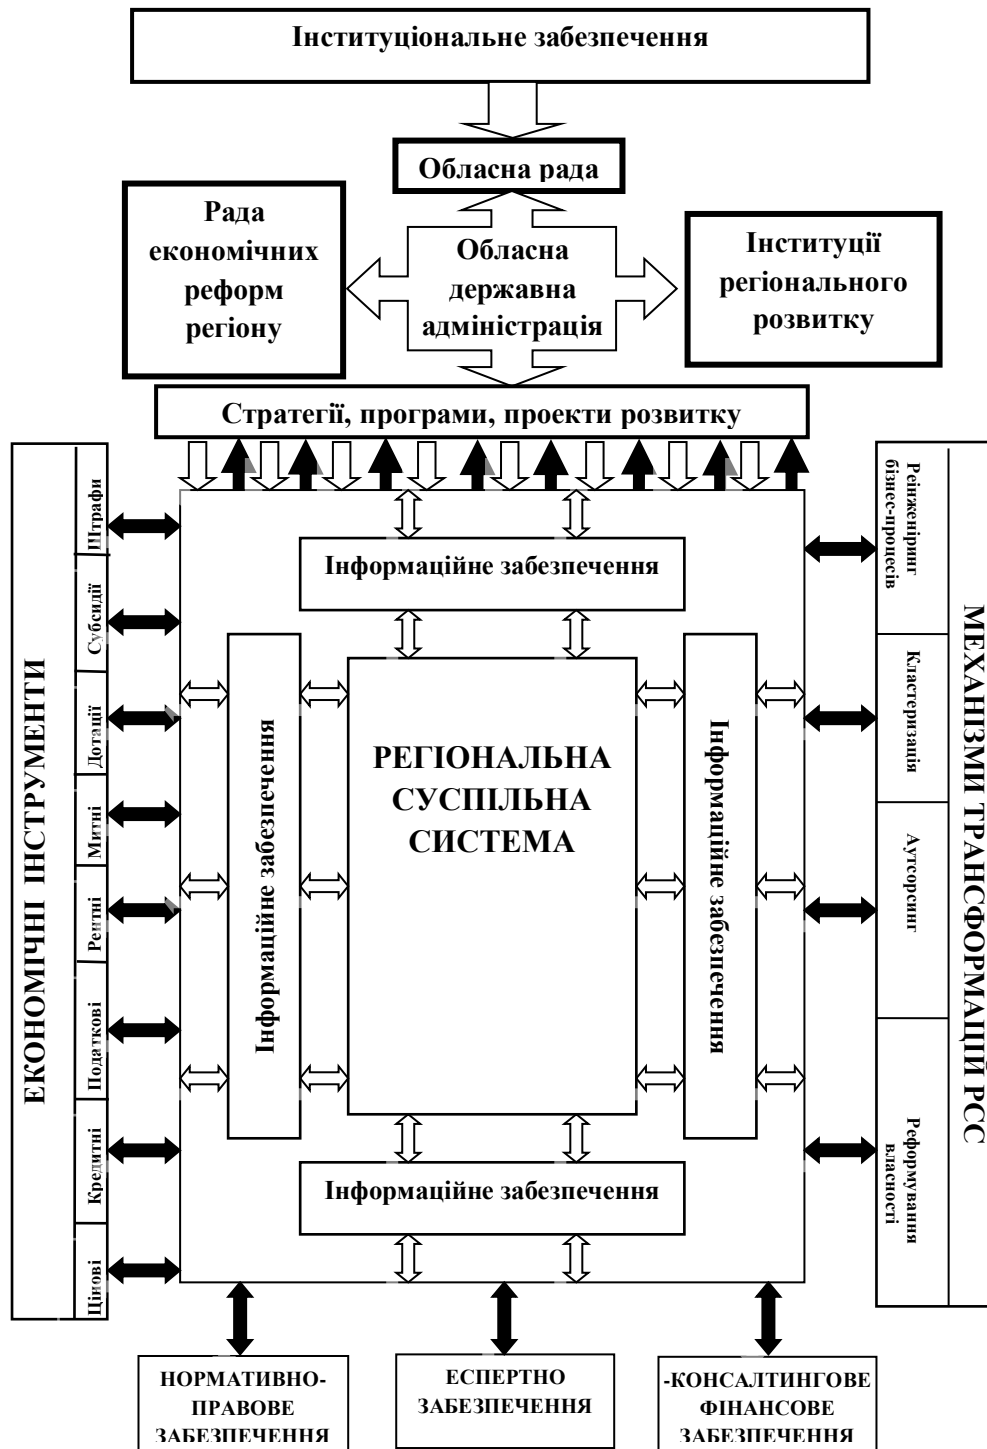 Інституціональне забезпечення
Обласна рада
Рада
економічних
реформ
регіону
Обласна
державна
адміністрація
Інституції
регіонального
розвитку
Стратегії, програми, проекти розвитку
ЕКОНОМІЧНІ ІНСТРУМЕНТИ
Штрафи
Субсидії
Дотації
Митні
Рентні
Податкові
Кредитні
Цінові
Інформаційне забезпечення
Інформаційне забезпечення
РЕГІОНАЛЬНА
СУСПІЛЬНА
СИСТЕМА
Інформаційне забезпечення
Інформаційне забезпечення
Реінженіринг
бізнес-процесів
Кластеризація
Аутсорсинг
Реформування
власності
МЕХАНІЗМИ ТРАНСФОРМАЦІЙ РСС
НОРМАТИВНО-
ПРАВОВЕ
ЗАБЕЗПЕЧЕННЯ
ЕСПЕРТНО
ЗАБЕЗПЕЧЕННЯ
-КОНСАЛТИНГОВЕ
ФІНАНСОВЕ
ЗАБЕЗПЕЧЕННЯ